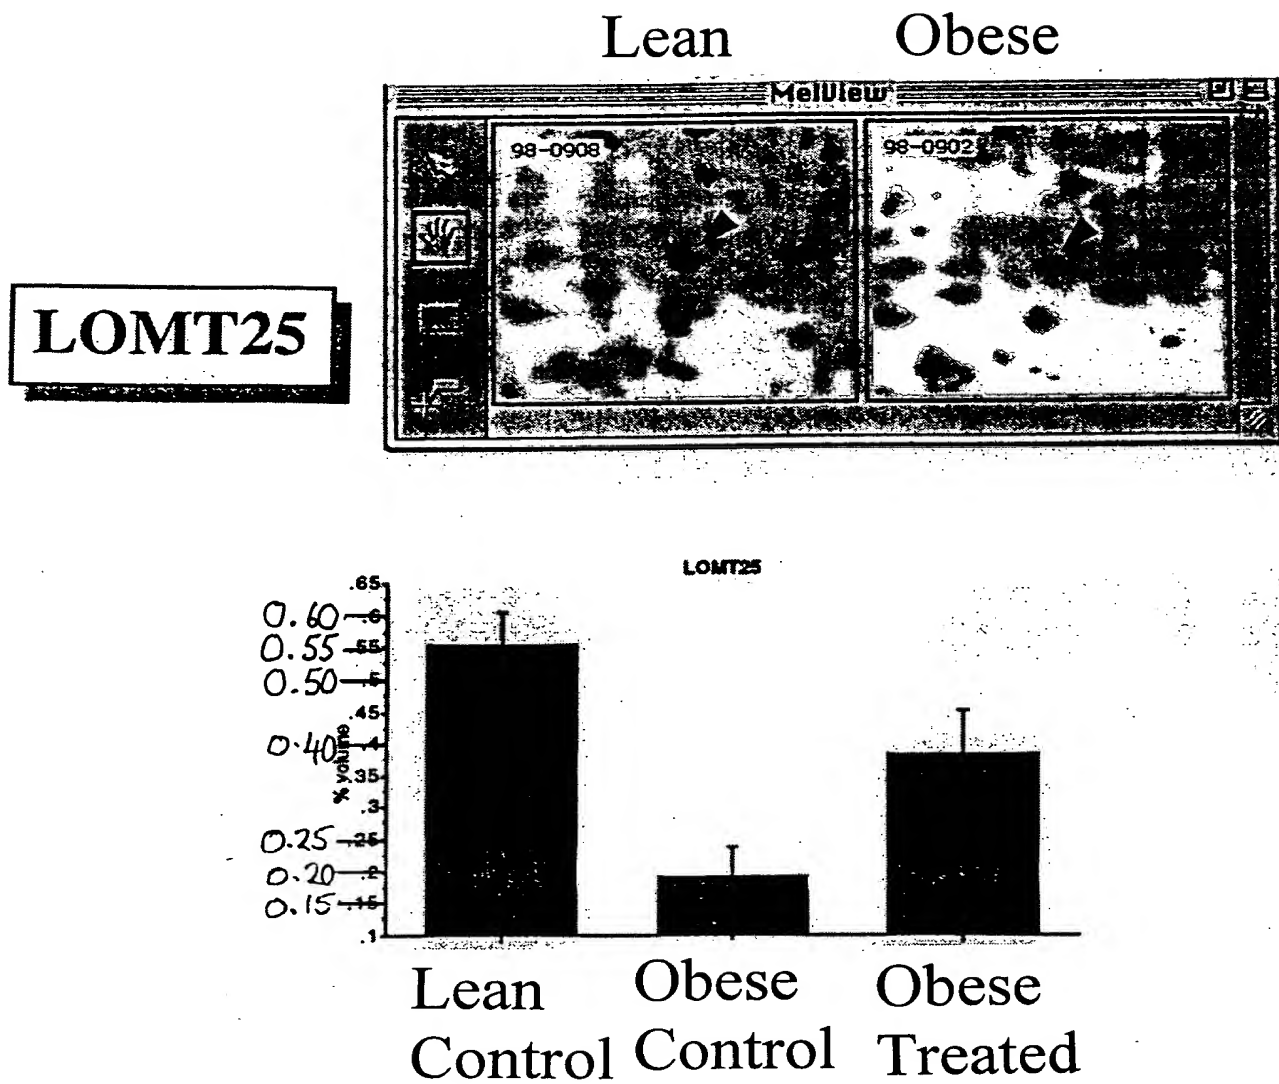 Lean Obese
MelView
98-0908 98-0902
LOMT25
LOMT25
.65
0.60 .6
0.55 .55
0.50 .5
.45
0.40 .4
.35
.3
0.25 .25
0.20 .2
0.15 .15
.1
% volume
Lean Obese Obese
Control Control Treated